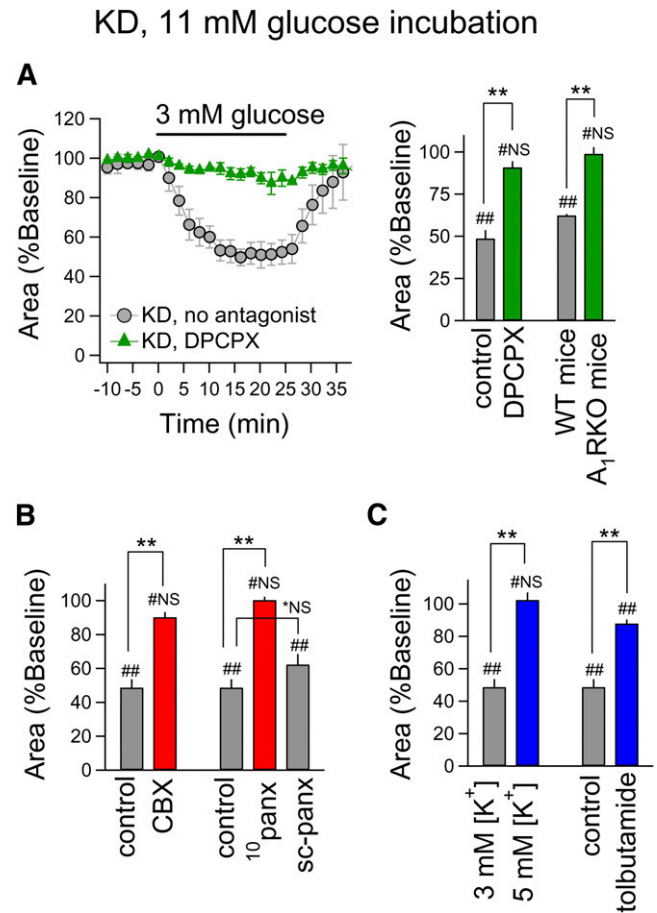 KD, 11 mM glucose incubation
A
3 mM glucose
Area (%Baseline)
120
100
80
60
40
20
0
KD, no antagonist
KD, DPCPX
-10 -5 0 5 10 15 20 25 30 35
Time (min)
Area (%Baseline)
100
75
50
25
0
** **
#NS #NS
## ##
control
DPCPX
WT mice
A₁RKO mice
B
Area (%Baseline)
100
80
60
40
20
0
** **
#NS #NS *NS
## ## ##
control
CBX
control
¹⁰panx
sc-panx
C
Area (%Baseline)
100
80
60
40
20
0
** **
#NS ##
## ##
3 mM [K⁺]
5 mM [K⁺]
control
tolbutamide